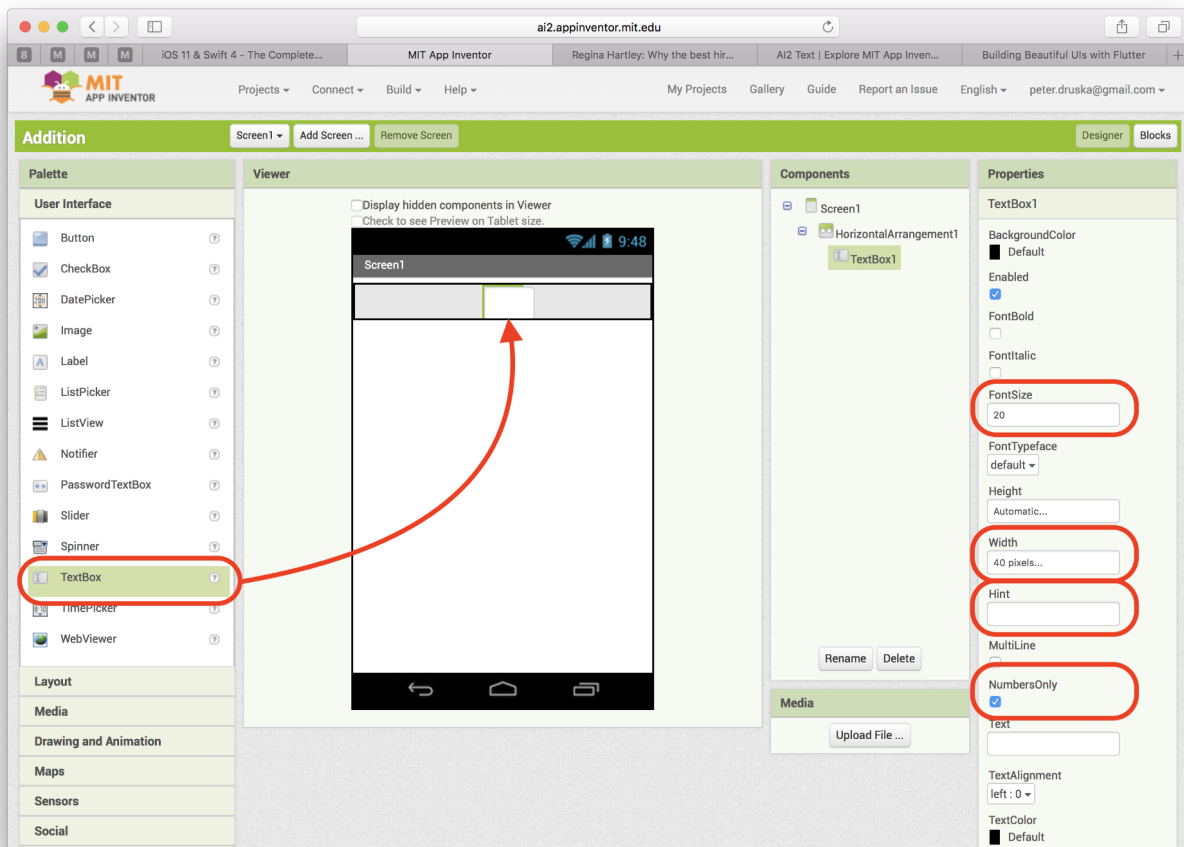 ai2.appinventor.mit.edu
8 M M M iOS 11 & Swift 4 - The Complete... MIT App Inventor Regina Hartley: Why the best hir... AI2 Text | Explore MIT App Inven... Building Beautiful UIs with Flutter +
MIT
APP INVENTOR
Projects Connect Build Help My Projects Gallery Guide Report an Issue English peter.druska@gmail.com
Addition Screen1 Add Screen ... Remove Screen Designer Blocks
Palette
User Interface
Button ?
CheckBox ?
DatePicker ?
Image ?
Label ?
ListPicker ?
ListView ?
Notifier ?
PasswordTextBox ?
Slider ?
Spinner ?
TextBox ?
TimePicker ?
WebViewer ?
Layout
Media
Drawing and Animation
Maps
Sensors
Social
Viewer
Display hidden components in Viewer
Check to see Preview on Tablet size.
9:48
Screen1
Components
Screen1
HorizontalArrangement1
TextBox1
Rename Delete
Media
Upload File ...
Properties
TextBox1
BackgroundColor
Default
Enabled
FontBold
FontItalic
FontSize
20
FontTypeface
default
Height
Automatic...
Width
40 pixels...
Hint
MultiLine
NumbersOnly
Text
TextAlignment
left : 0
TextColor
Default